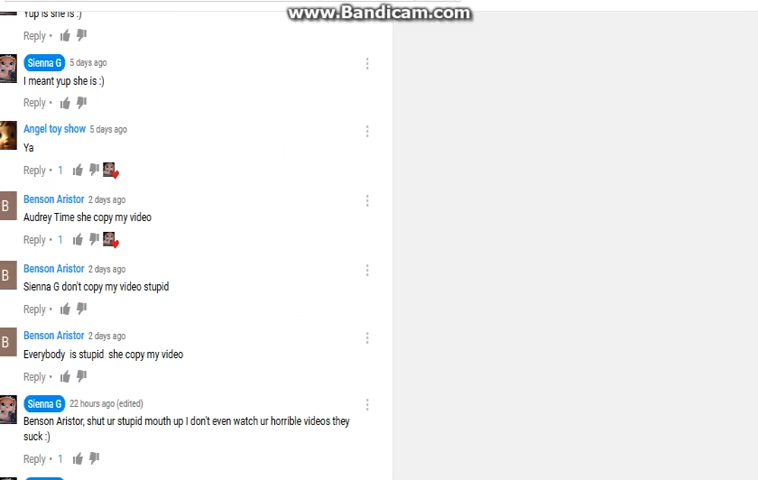 www.Bandicam.com
Yup is she is :)
Reply •
Sienna G 5 days ago
I meant yup she is :)
Reply •
Angel toy show 5 days ago
Ya
Reply • 1
B
Benson Aristor 2 days ago
Audrey Time she copy my video
Reply • 1
B
Benson Aristor 2 days ago
Sienna G don't copy my video stupid
Reply •
B
Benson Aristor 2 days ago
Everybody is stupid she copy my video
Reply •
Sienna G 22 hours ago (edited)
Benson Aristor, shut ur stupid mouth up I don't even watch ur horrible videos they
suck :)
Reply • 1